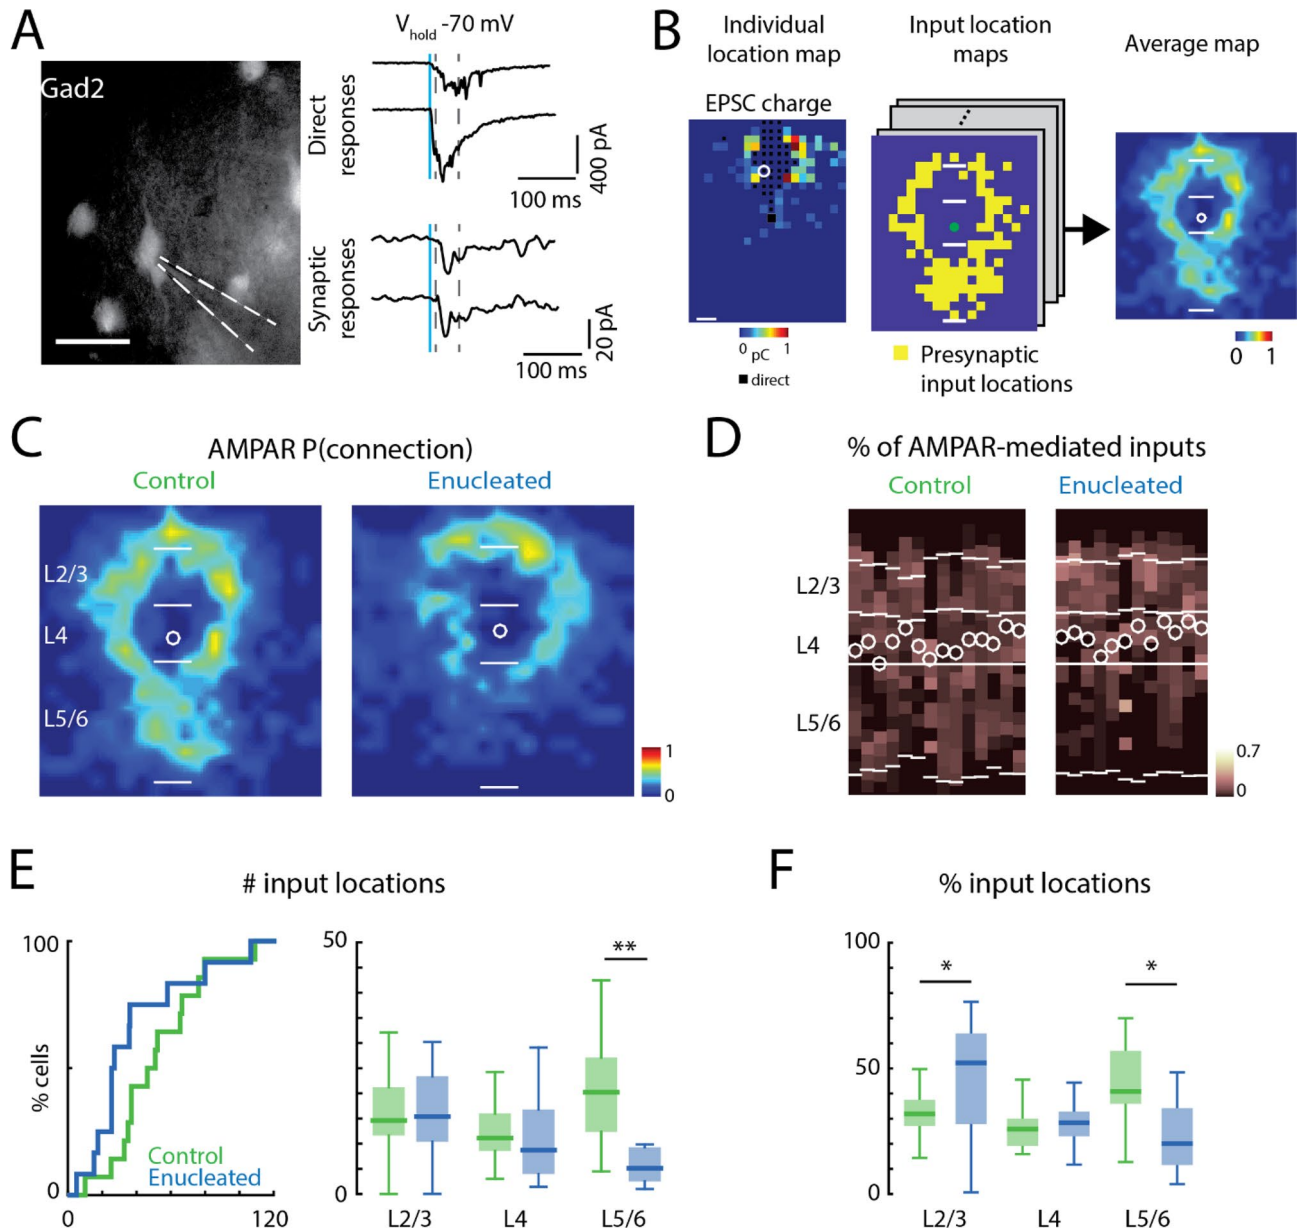 A
V hold -70 mV
Gad2
Direct
responses
400 pA
100 ms
Synaptic
responses
20 pA
100 ms
B
Individual
location map
Input location
maps
Average map
EPSC charge
0 pC 1
direct
Presynaptic
input locations
0 1
C
AMPAR P(connection)
Control
Enucleated
L2/3
L4
L5/6
1
0
D
% of AMPAR-mediated inputs
Control
Enucleated
L2/3
L4
L5/6
0.7
0
E
# input locations
100
% cells
0
0
120
Control
Enucleated
50
0
**
L2/3
L4
L5/6
F
% input locations
100
50
0
*
*
L2/3
L4
L5/6